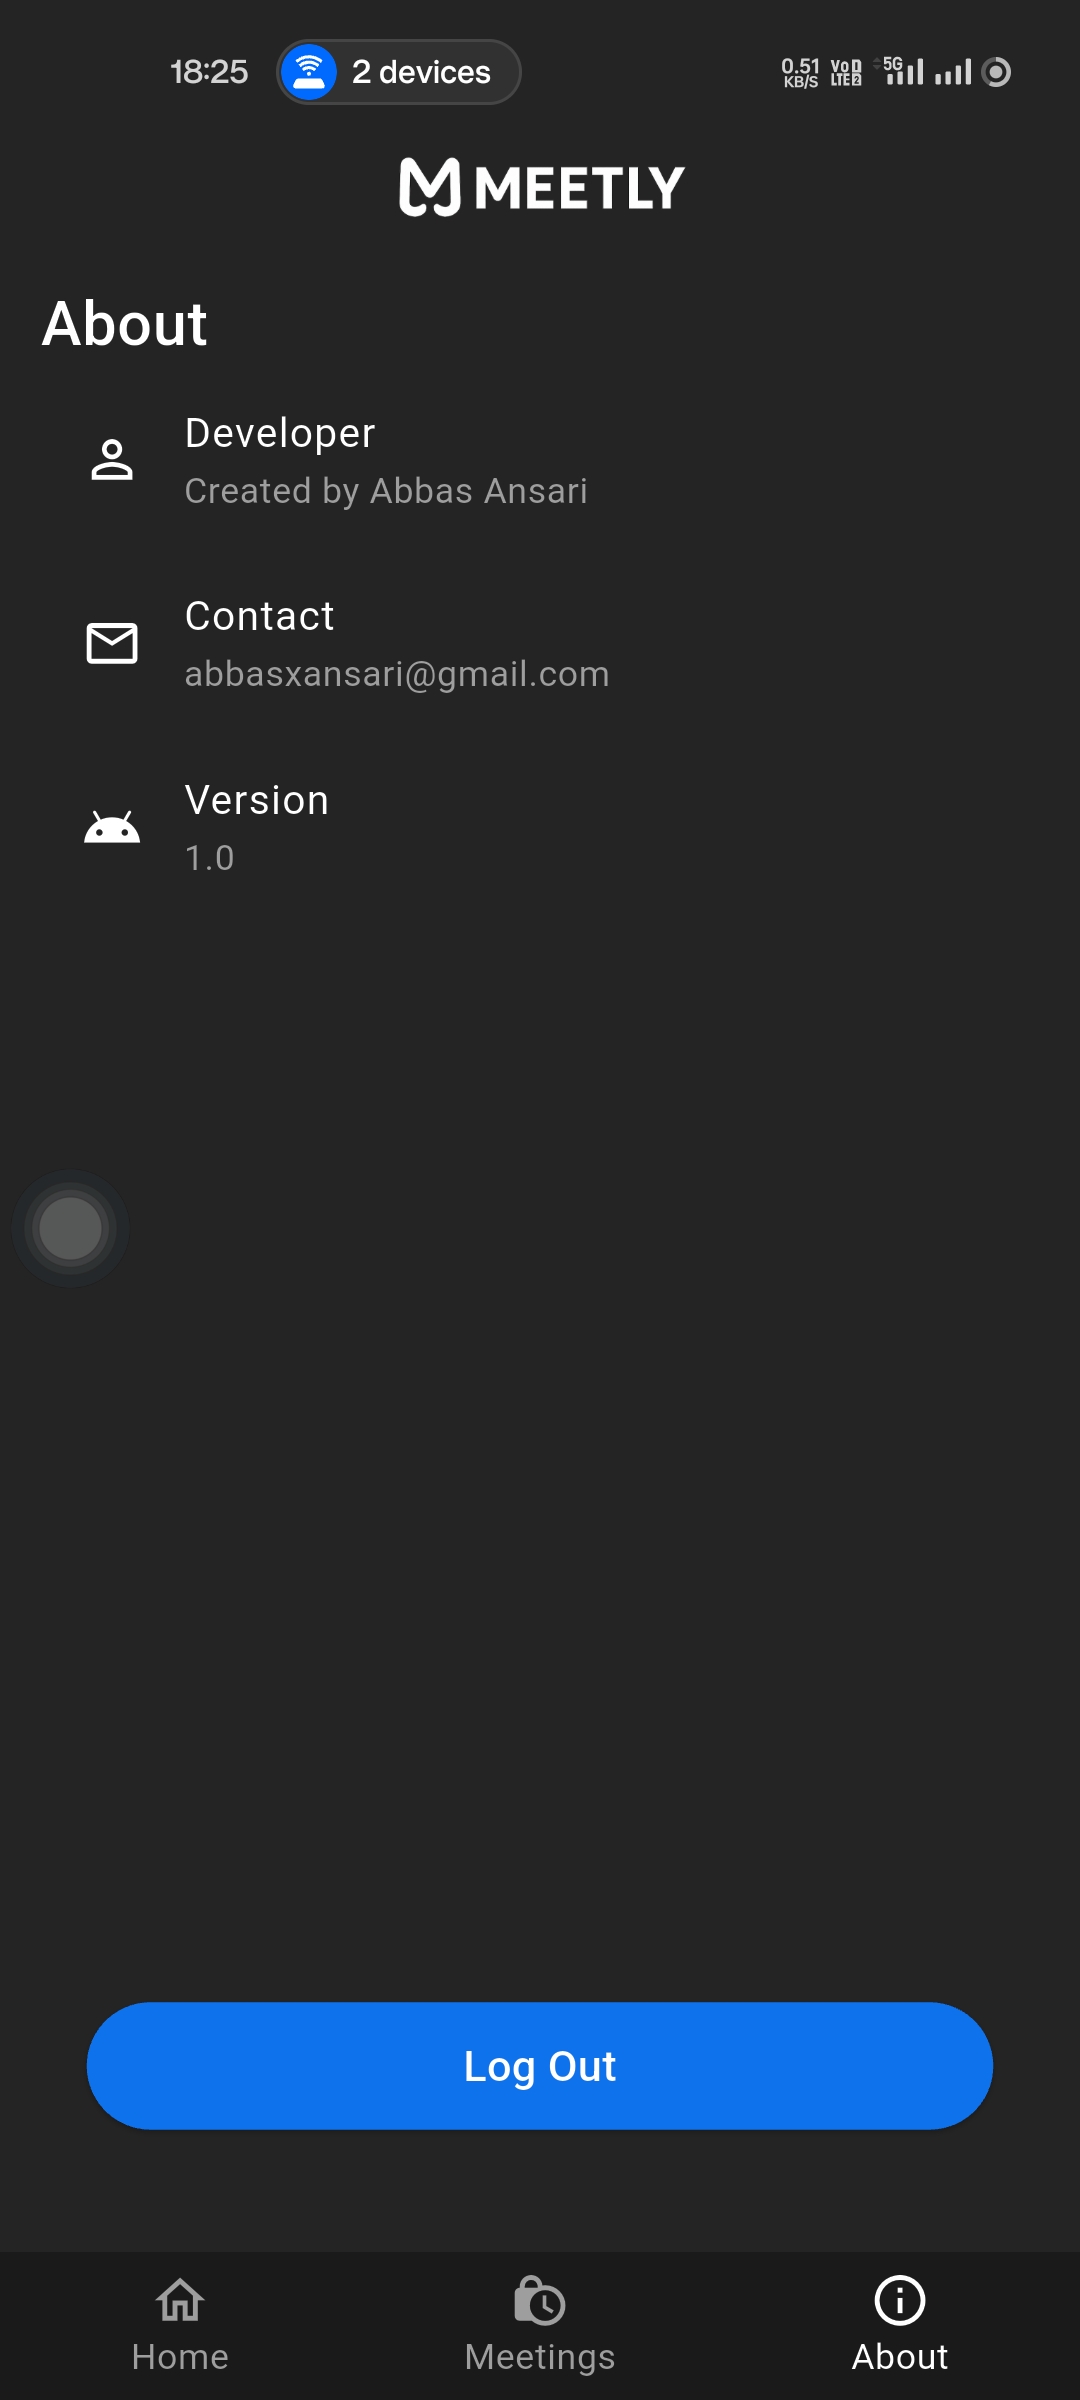 18:25 2 devices 0.51 KB/S VoD LTE2 5G
MEETLY
About
Developer
Created by Abbas Ansari
Contact
abbasxansari@gmail.com
Version
1.0
Log Out
Home Meetings About